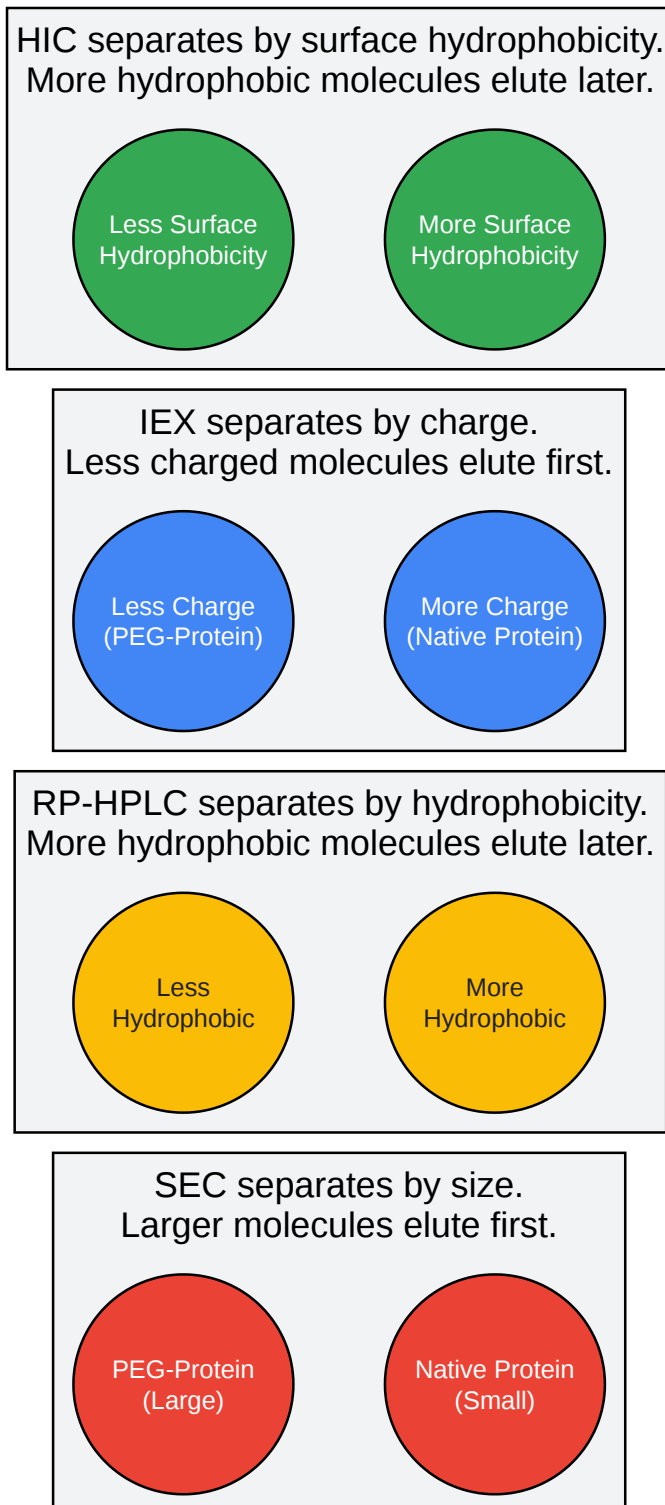 HIC separates by surface hydrophobicity.
More hydrophobic molecules elute later.
Less Surface
Hydrophobicity
More Surface
Hydrophobicity
IEX separates by charge.
Less charged molecules elute first.
Less Charge
(PEG-Protein)
More Charge
(Native Protein)
RP-HPLC separates by hydrophobicity.
More hydrophobic molecules elute later.
Less
Hydrophobic
More
Hydrophobic
SEC separates by size.
Larger molecules elute first.
PEG-Protein
(Large)
Native Protein
(Small)